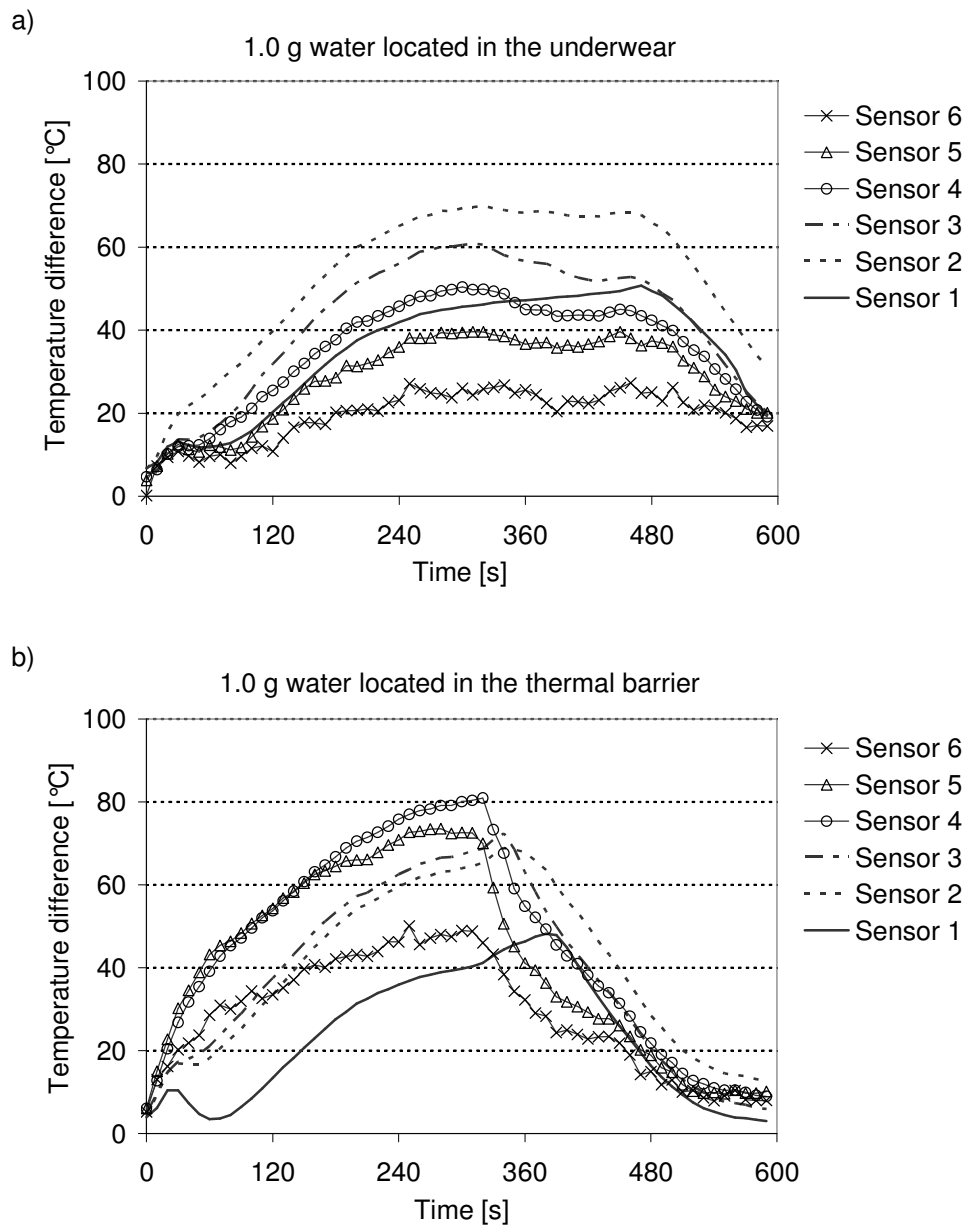 a)
1.0 g water located in the underwear
Temperature difference [°C]
100
80
60
40
20
0
0 120 240 360 480 600
Time [s]
Sensor 6
Sensor 5
Sensor 4
Sensor 3
Sensor 2
Sensor 1
b)
1.0 g water located in the thermal barrier
Temperature difference [°C]
100
80
60
40
20
0
0 120 240 360 480 600
Time [s]
Sensor 6
Sensor 5
Sensor 4
Sensor 3
Sensor 2
Sensor 1